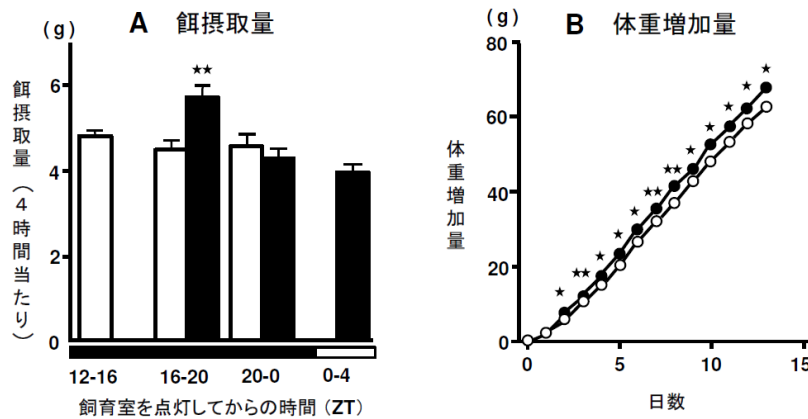 A 餌摂取量
(g)
餌摂取量（4時間当たり）
6
4
2
0
★★
12-16 16-20 20-0 0-4
飼育室を点灯してからの時間 (ZT)
B 体重増加量
(g)
体重増加量
80
60
40
20
0
★ ★★ ★ ★ ★ ★★ ★★ ★ ★ ★ ★ ★
0 5 10 15
日数